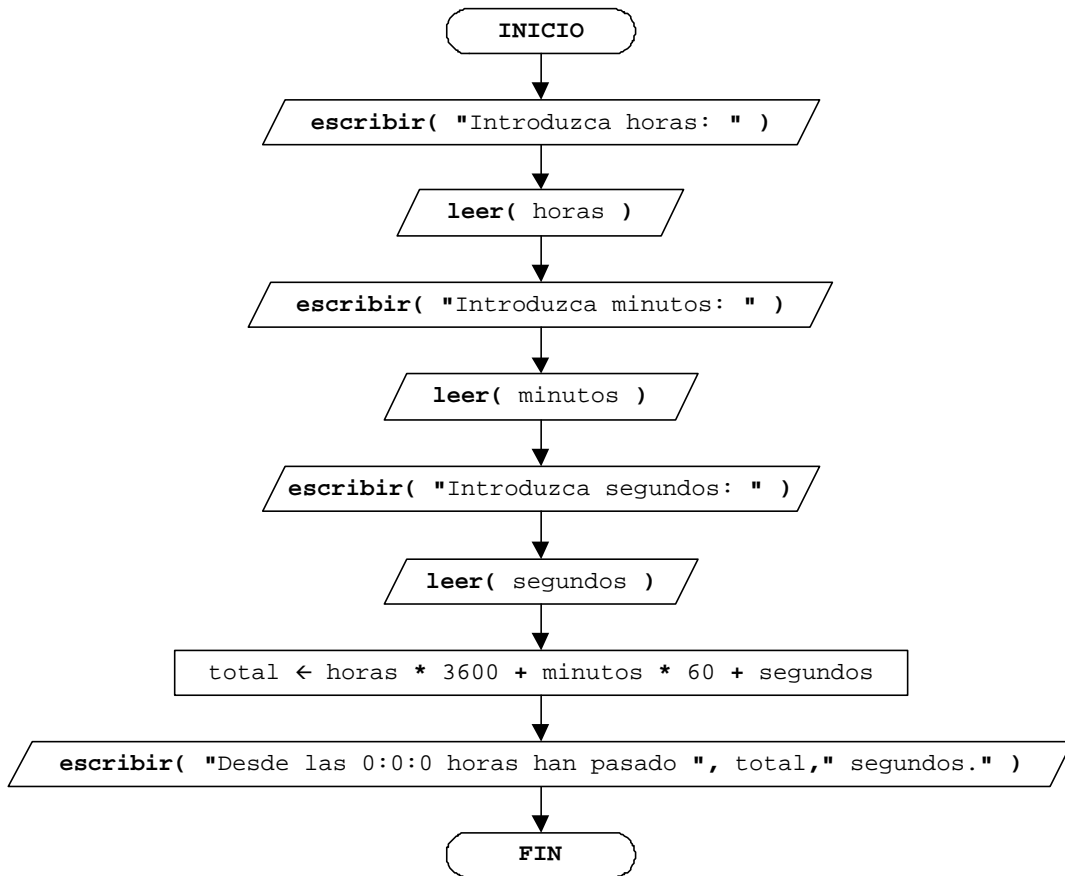 INICIO
escribir( "Introduzca horas: " )
leer( horas )
escribir( "Introduzca minutos: " )
leer( minutos )
escribir( "Introduzca segundos: " )
leer( segundos )
total ← horas * 3600 + minutos * 60 + segundos
escribir( "Desde las 0:0:0 horas han pasado ", total," segundos." )
FIN